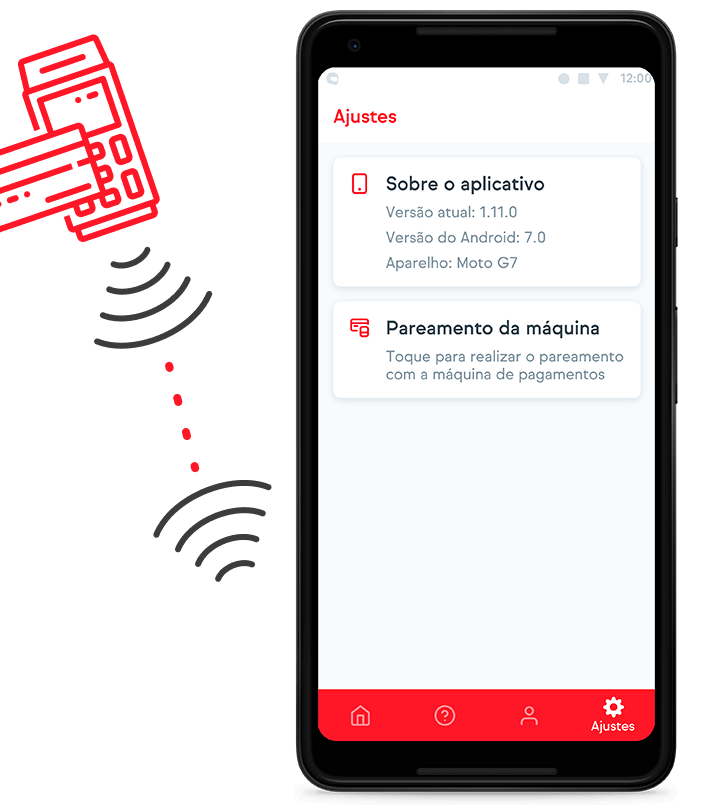 12:00
Ajustes
Sobre o aplicativo
Versão atual: 1.11.0
Versão do Android: 7.0
Aparelho: Moto G7
Pareamento da máquina
Toque para realizar o pareamento
com a máquina de pagamentos
Ajustes